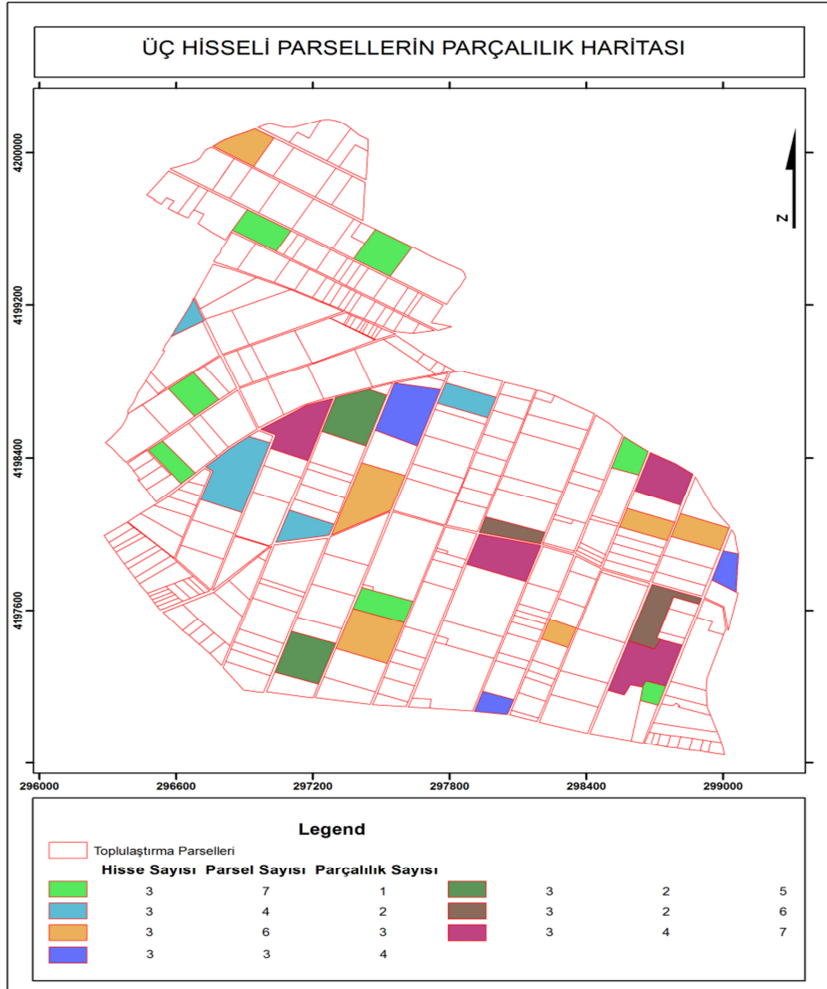 ÜÇ HİSSELİ PARSELLERİN PARÇALILIK HARİTASI
4200000
4199200
4198400
4197600
Z
296000 296600 297200 297800 298400 299000
Legend
Toplulaştırma Parselleri
Hisse Sayısı Parsel Sayısı Parçalılık Sayısı
3 7 1 3 2 5
3 4 2 3 2 6
3 6 3 3 4 7
3 3 4